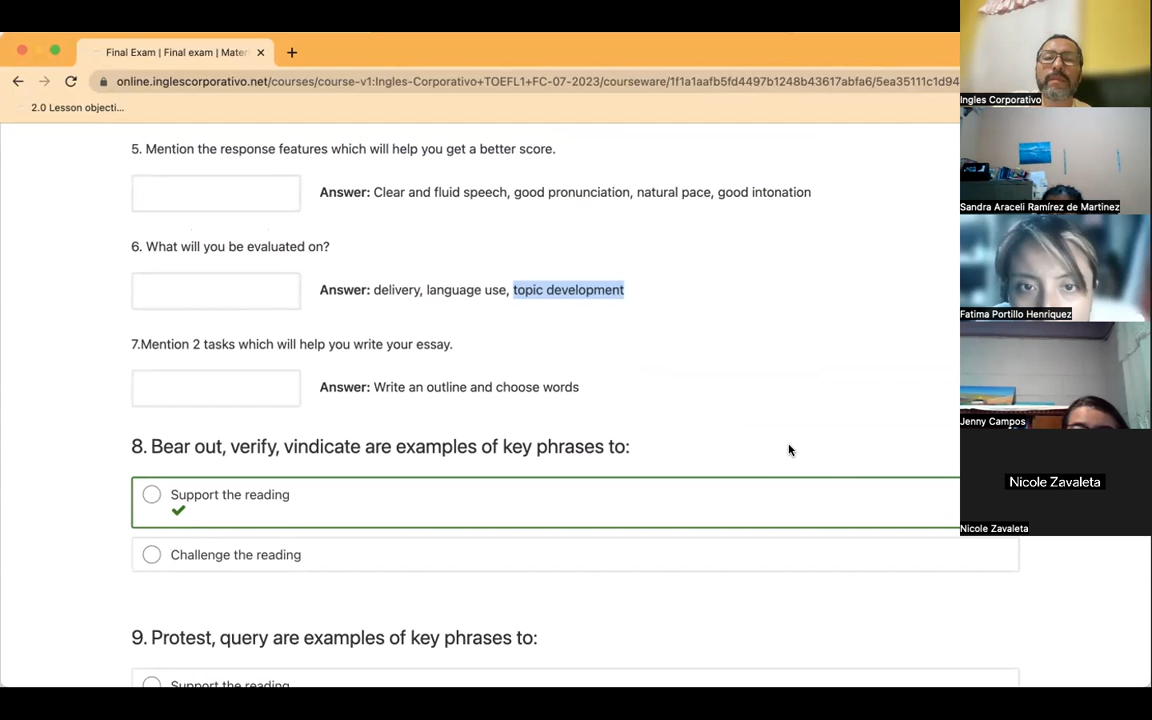 Final Exam | Final exam | Mater
online.inglescorporativo.net/courses/course-v1:Ingles-Corporativo+TOEFL1+FC-07-2023/courseware/1f1a1aafb5fd4497b1248b43617abfa6/5ea35111c1d94
2.0 Lesson objecti...
5. Mention the response features which will help you get a better score.
Answer: Clear and fluid speech, good pronunciation, natural pace, good intonation
6. What will you be evaluated on?
Answer: delivery, language use, topic development
7.Mention 2 tasks which will help you write your essay.
Answer: Write an outline and choose words
8. Bear out, verify, vindicate are examples of key phrases to:
Support the reading
Challenge the reading
9. Protest, query are examples of key phrases to:
Support the reading
Ingles Corporativo
Sandra Araceli Ramírez de Martinez
Fatima Portillo Henriquez
Jenny Campos
Nicole Zavaleta
Nicole Zavaleta